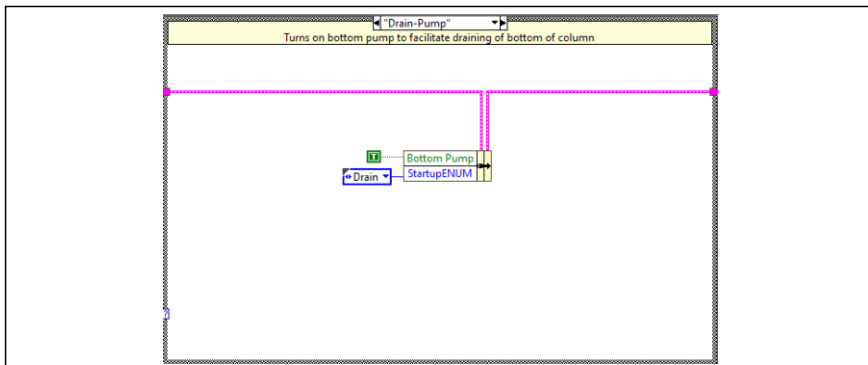 "Drain-Pump"
Turns on bottom pump to facilitate draining of bottom of column
T
Bottom Pump
Drain
StartupENUM
?